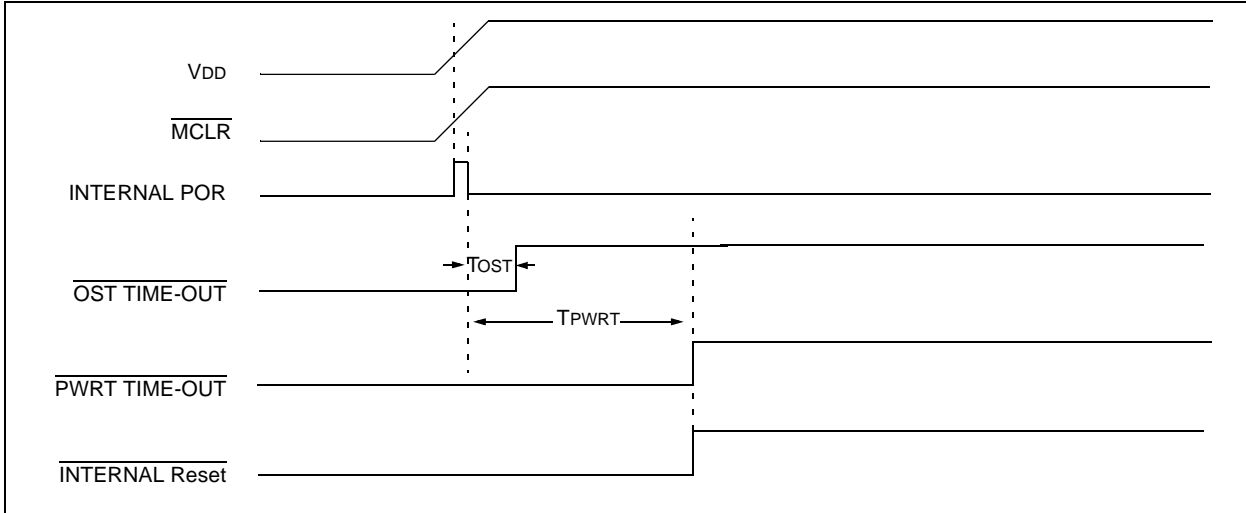 VDD
MCLR
INTERNAL POR
TOST
OST TIME-OUT
TPWRT
PWRT TIME-OUT
INTERNAL Reset